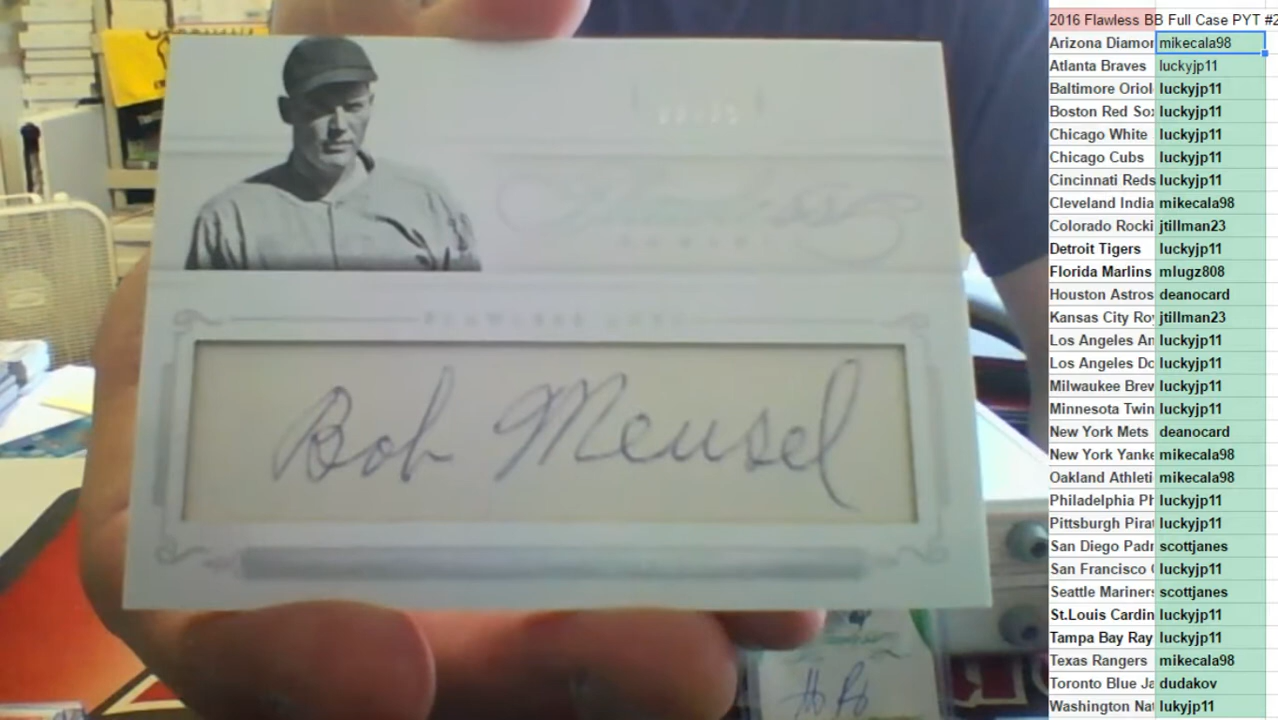 Bob Meusel
2016 Flawless BB Full Case PYT #2
Arizona Diamon mikecala98
Atlanta Braves luckyjp11
Baltimore Oriol luckyjp11
Boston Red Sox luckyjp11
Chicago White luckyjp11
Chicago Cubs luckyjp11
Cincinnati Reds luckyjp11
Cleveland India mikecala98
Colorado Rocki jtillman23
Detroit Tigers luckyjp11
Florida Marlins mlugz808
Houston Astros deanocard
Kansas City Roy jtillman23
Los Angeles An luckyjp11
Los Angeles Do luckyjp11
Milwaukee Brew luckyjp11
Minnesota Twin luckyjp11
New York Mets deanocard
New York Yanke mikecala98
Oakland Athleti mikecala98
Philadelphia Ph luckyjp11
Pittsburgh Pirat luckyjp11
San Diego Padr scottjanes
San Francisco luckyjp11
Seattle Mariners scottjanes
St.Louis Cardin luckyjp11
Tampa Bay Ray luckyjp11
Texas Rangers mikecala98
Toronto Blue Ja dudakov
Washington Nat lukyjp11